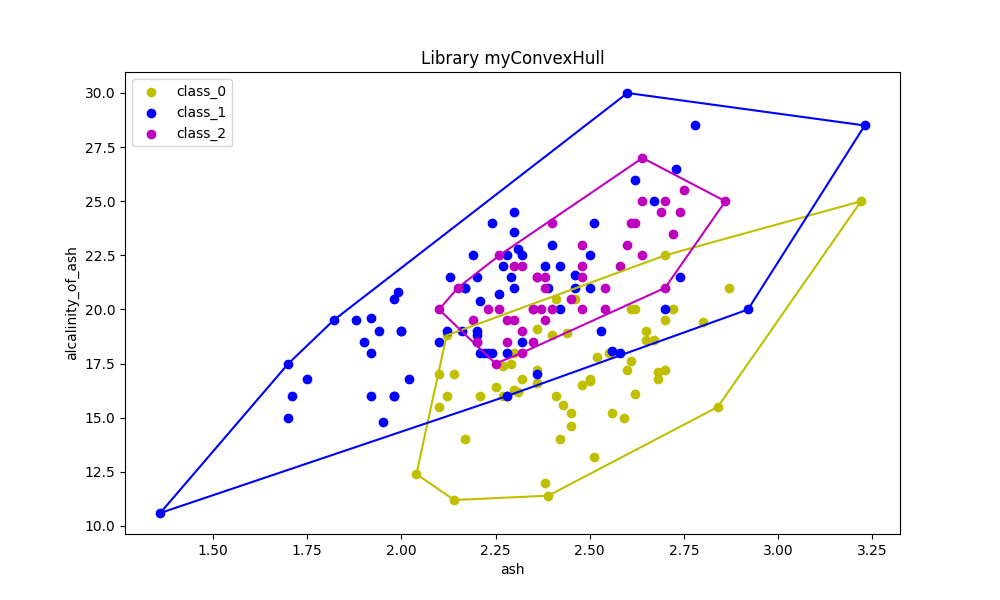 Library myConvexHull
class_0
class_1
class_2
30.0
27.5
25.0
22.5
20.0
17.5
15.0
12.5
10.0
alcalinity_of_ash
1.50 1.75 2.00 2.25 2.50 2.75 3.00 3.25
ash